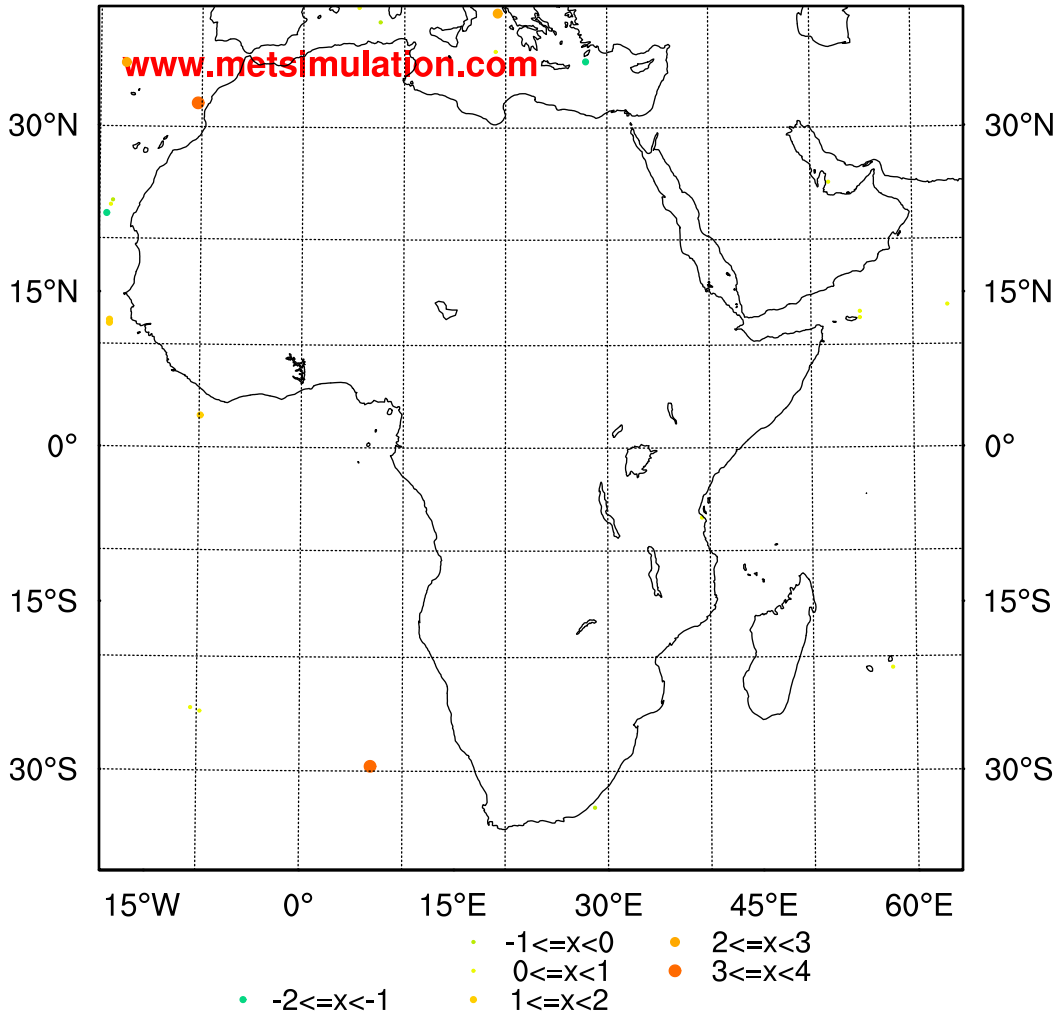 www.metsimulation.com
30°N 30°N
15°N 15°N
0° 0°
15°S 15°S
30°S 30°S
15°W 0° 15°E 30°E 45°E 60°E
-1<=x<0 2<=x<3
0<=x<1 3<=x<4
-2<=x<-1 1<=x<2